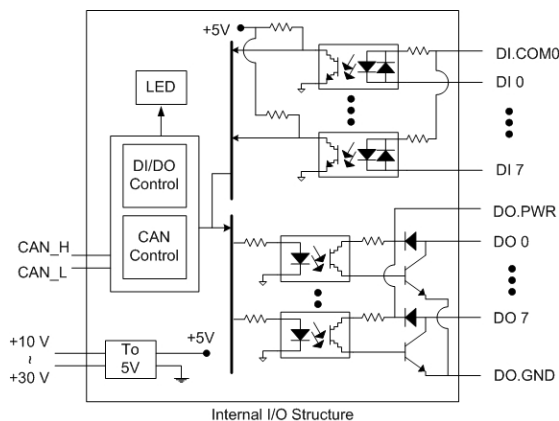 +5V
DI.COM0
DI 0
LED
DI/DO
Control
DI 7
DO.PWR
CAN_H
CAN
Control
DO 0
CAN_L
+10 V
~
+30 V
To
5V
+5V
DO 7
DO.GND
Internal I/O Structure